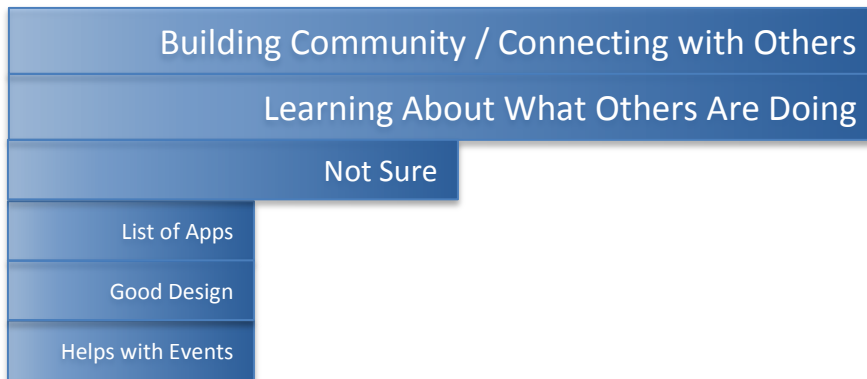 Building Community / Connecting with Others
Learning About What Others Are Doing
Not Sure
List of Apps
Good Design
Helps with Events